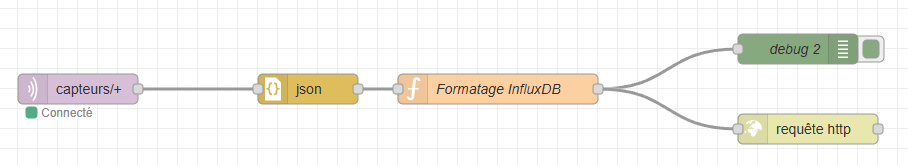 debug 2
capteurs/+
json
Formatage InfluxDB
Connecté
requête http